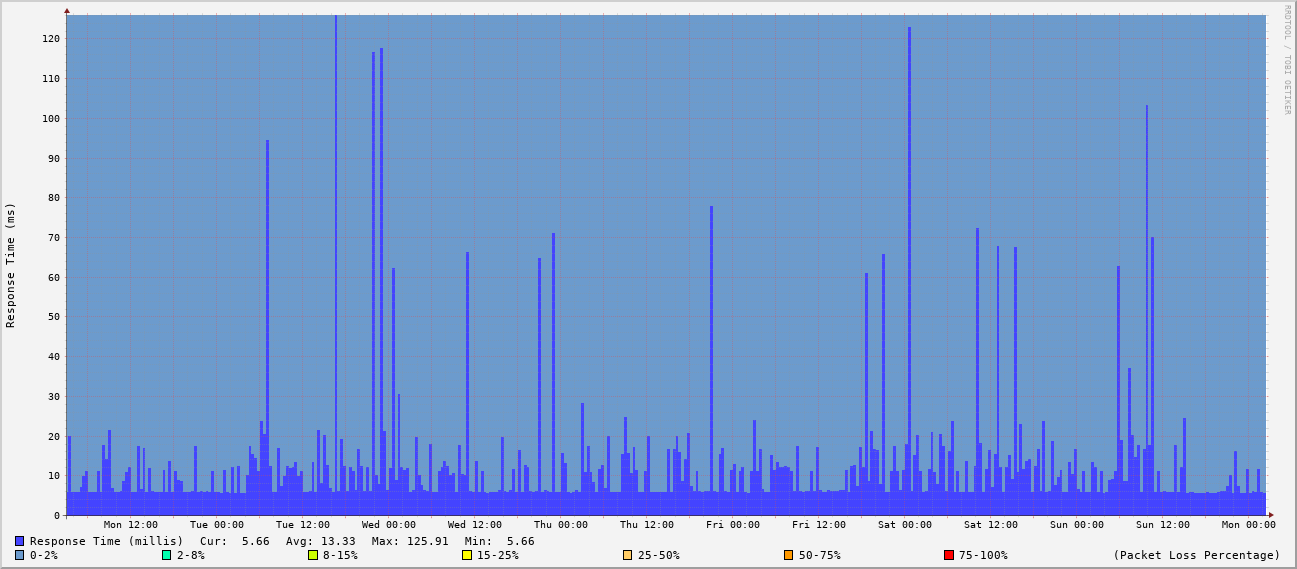 RRDTOOL / TOBI OETIKER
Response Time (ms)
120
110
100
90
80
70
60
50
40
30
20
10
0
Mon 12:00 Tue 00:00 Tue 12:00 Wed 00:00 Wed 12:00 Thu 00:00 Thu 12:00 Fri 00:00 Fri 12:00 Sat 00:00 Sat 12:00 Sun 00:00 Sun 12:00 Mon 00:00
Response Time (millis) Cur: 5.66 Avg: 13.33 Max: 125.91 Min: 5.66
0-2% 2-8% 8-15% 15-25% 25-50% 50-75% 75-100% (Packet Loss Percentage)